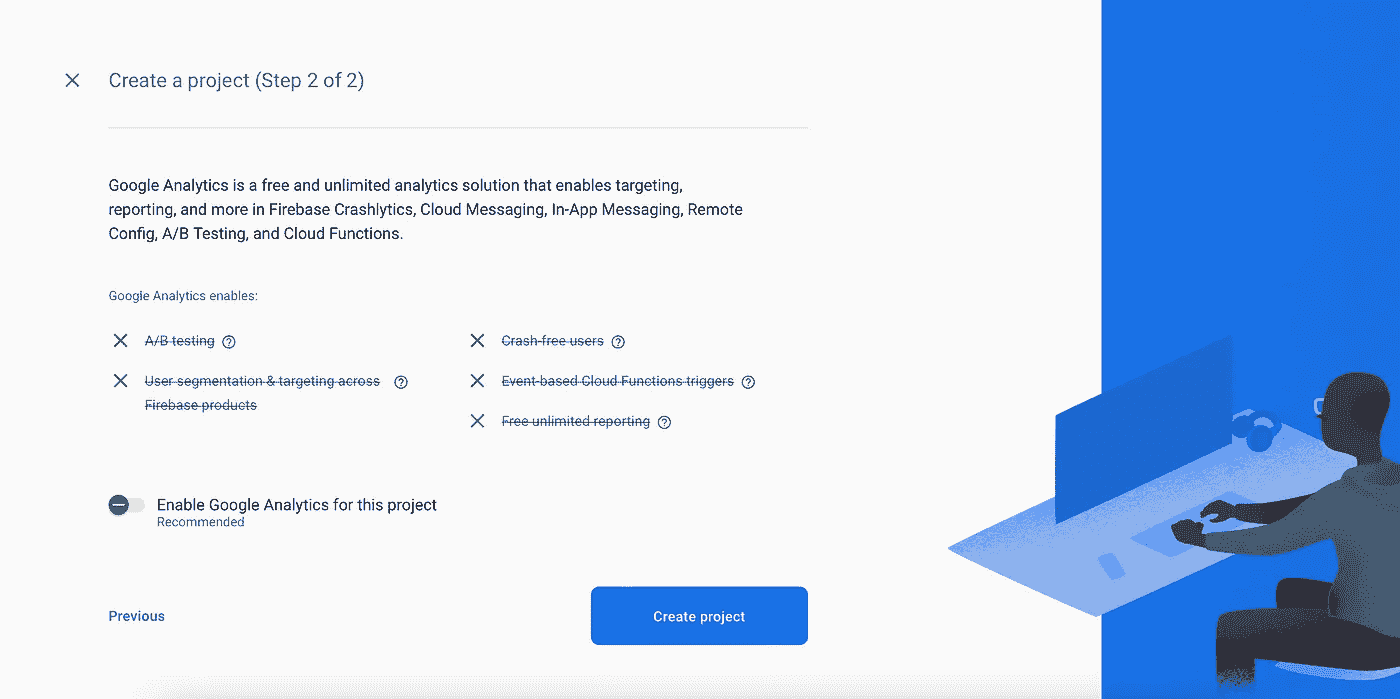 Create a project (Step 2 of 2)
Google Analytics is a free and unlimited analytics solution that enables targeting,
reporting, and more in Firebase Crashlytics, Cloud Messaging, In-App Messaging, Remote
Config, A/B Testing, and Cloud Functions.
Google Analytics enables:
A/B testing
User segmentation & targeting across
Firebase products
Crash-free users
Event-based Cloud Functions triggers
Free unlimited reporting
Enable Google Analytics for this project
Recommended
Previous
Create project